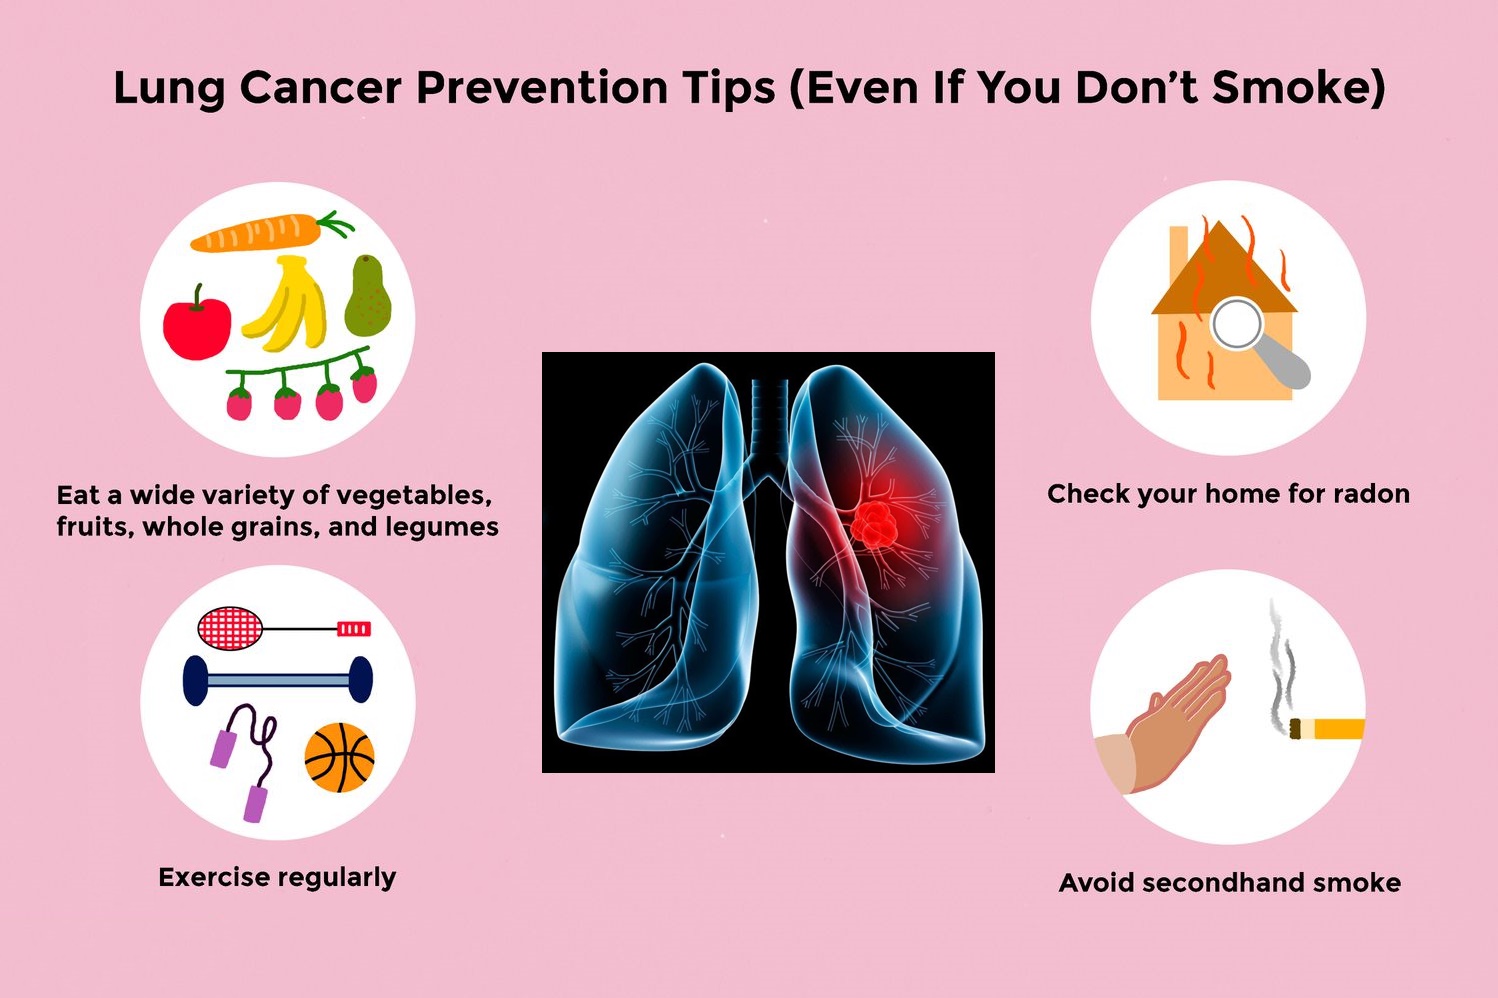 Lung Cancer Prevention Tips (Even If You Don’t Smoke)
Eat a wide variety of vegetables,
fruits, whole grains, and legumes
Check your home for radon
Exercise regularly
Avoid secondhand smoke